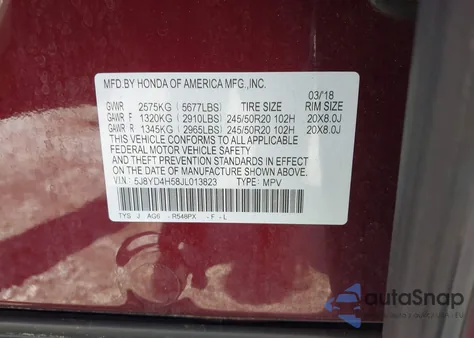 MFD.BY HONDA OF AMERICA MFG.,INC.
03/18
GVWR 2575KG (5677LBS) TIRE SIZE RIM SIZE
GAWR F 1320KG (2910LBS) 245/50R20 102H 20X8.0J
GAWR R 1345KG (2965LBS) 245/50R20 102H 20X8.0J
THIS VEHICLE CONFORMS TO ALL APPLICABLE
FEDERAL MOTOR VEHICLE SAFETY
AND THEFT PREVENTION STANDARDS IN EFFECT
ON THE DATE OF MANUFACTURE SHOWN ABOVE.
V.I.N: 5J8YD4H58JL013823 TYPE: MPV
TYS J AG6 - R548PX - F - L
autoSnap